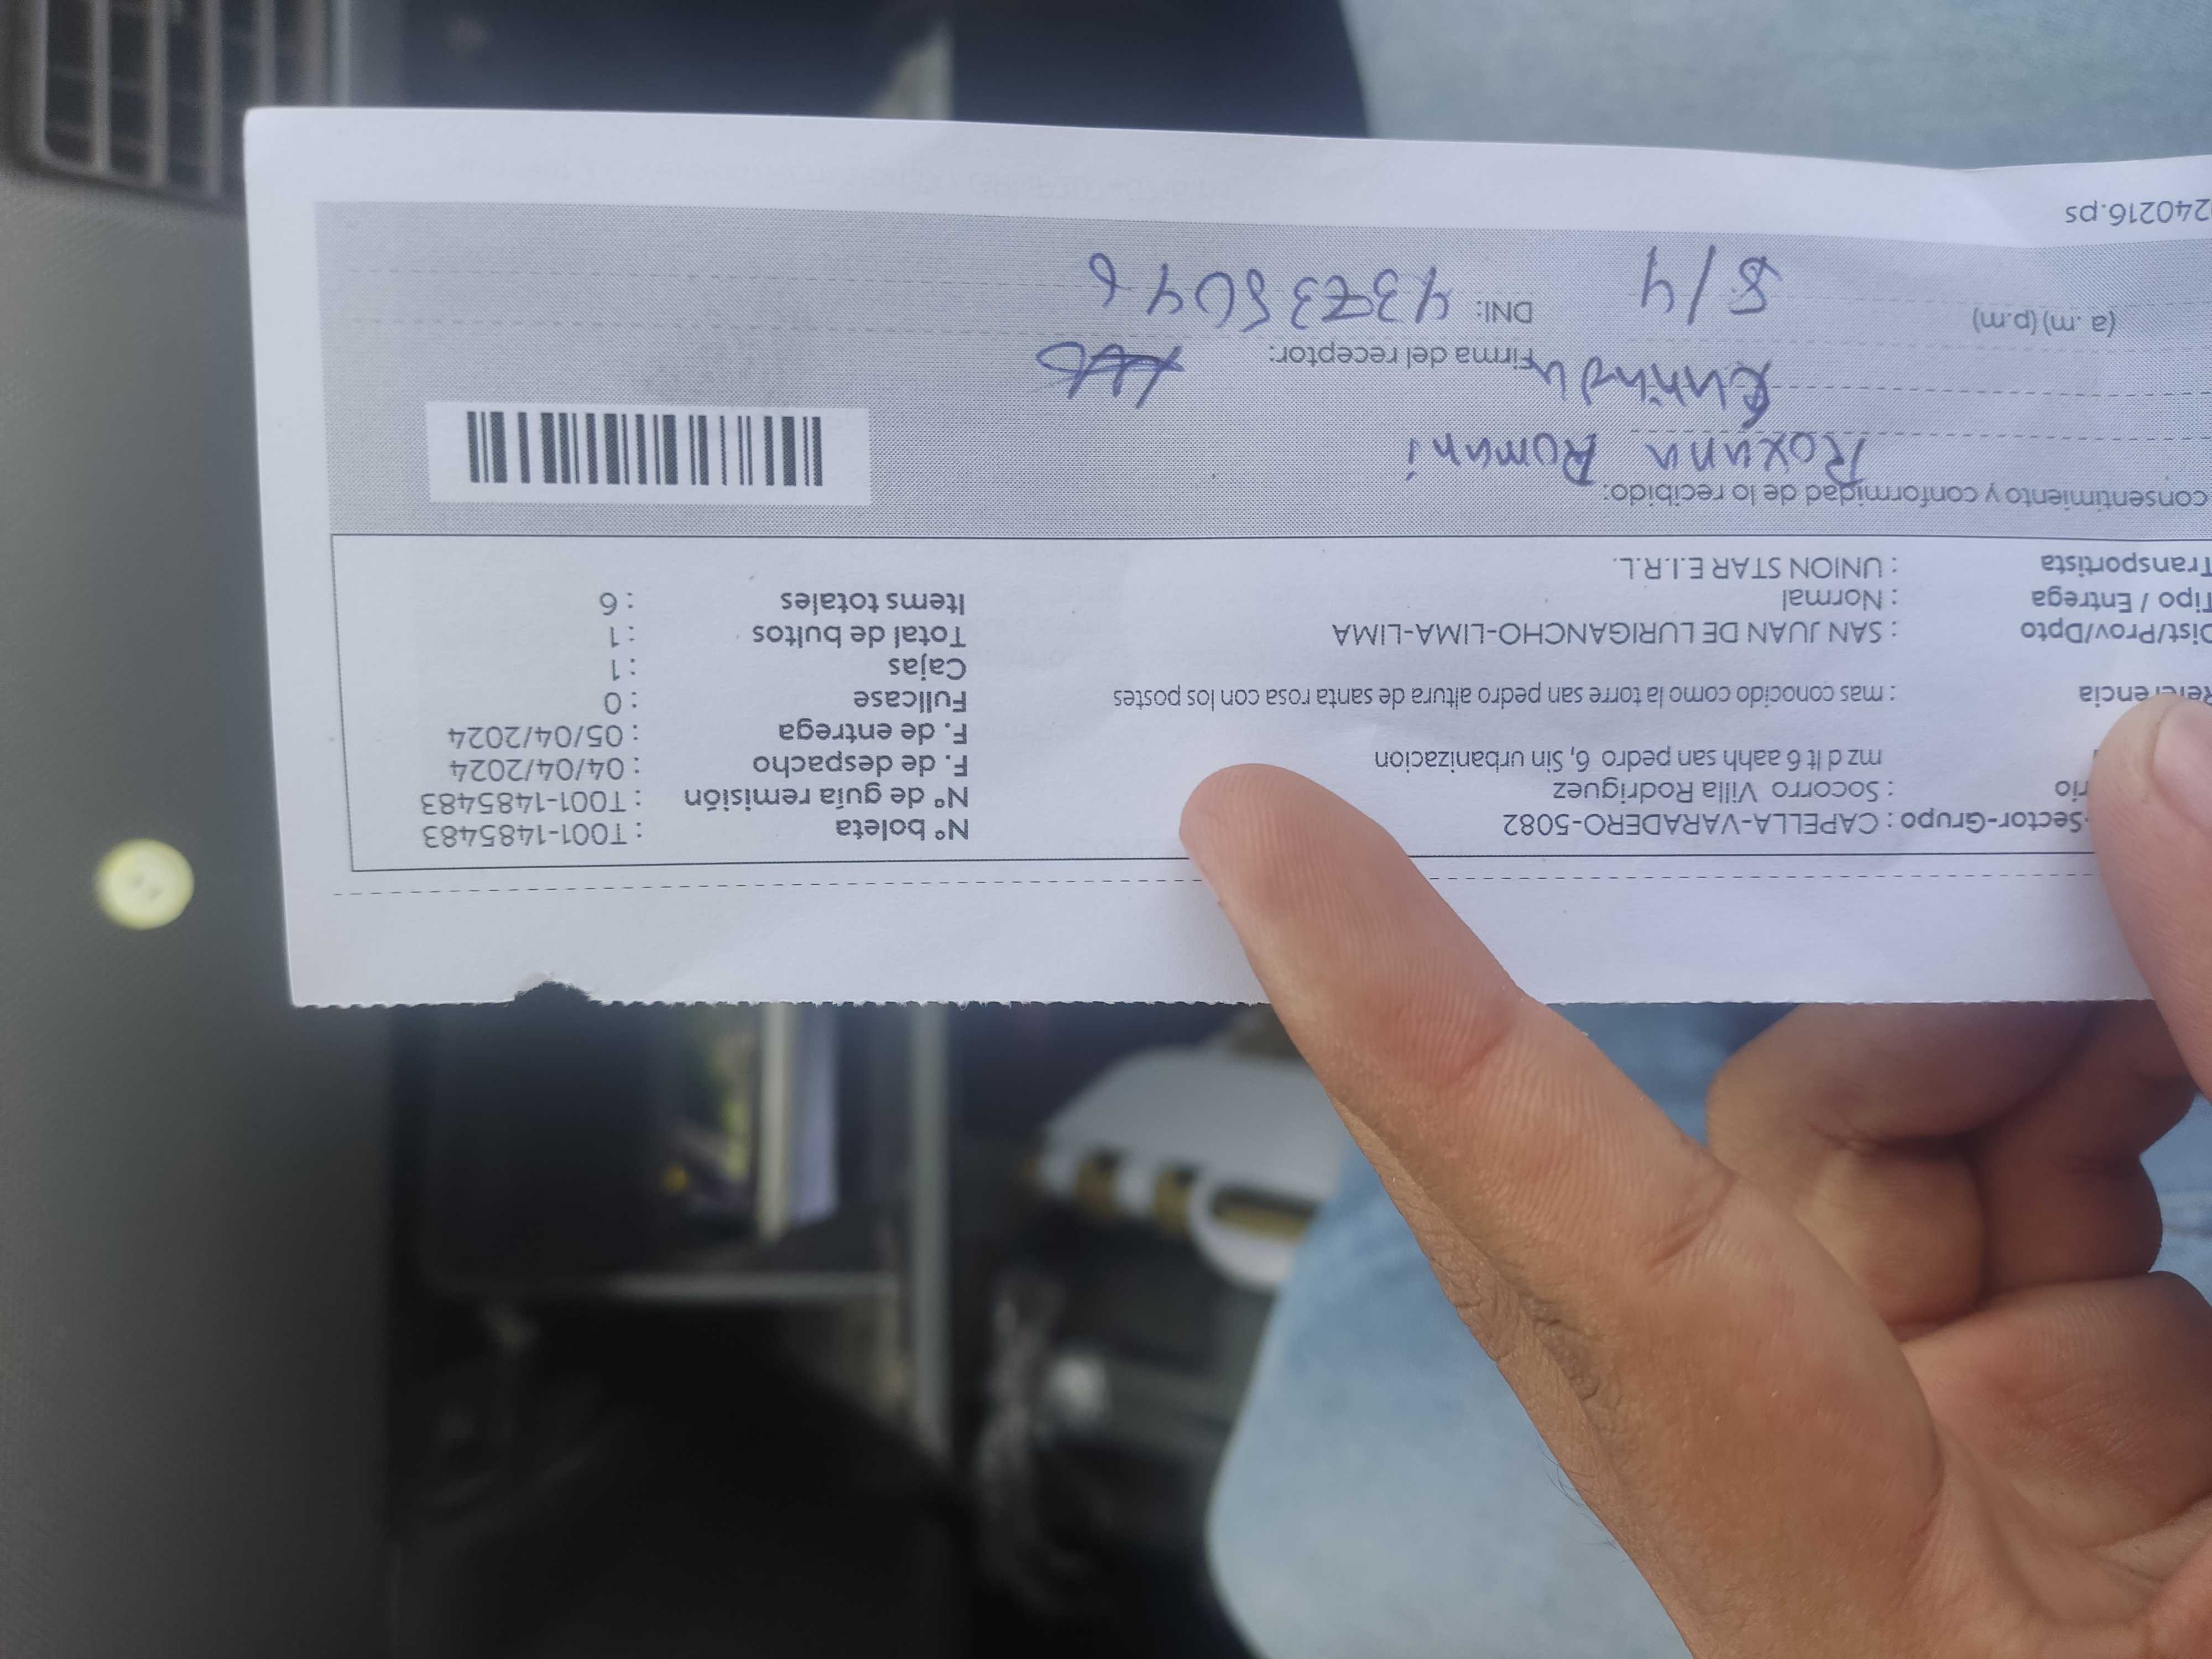 -Sector-Grupo : CAPELLA-VARADERO-5082
rio : Socorro Villa Rodriguez
mz d lt 6 aahh san pedro 6, Sin urbanizacion
Referencia : mas conocido como la torre san pedro altura de santa rosa con los postes
Dist/Prov/Dpto : SAN JUAN DE LURIGANCHO-LIMA-LIMA
Tipo / Entrega : Normal
Transportista : UNION STAR E.I.R.L.
Nº boleta : T001-1485483
Nº de guía remisión : T001-1485483
F. de despacho : 04/04/2024
F. de entrega : 05/04/2024
Fullcase : 0
Cajas : 1
Total de bultos : 1
Items totales : 6
consentimiento y conformidad de lo recibido:
Roxana Romani
Firma del receptor:
(a .m) (p.m) 5/4
DNI:
240216.ps